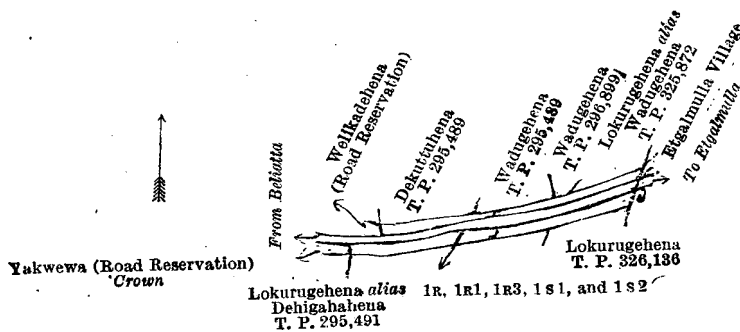 Wellkadehena
(Road Reservation)
Dekuttuhena
T. P. 295,489
Wadugehena
T. P. 295,489
Wadugehena
T. P. 296,899
Lokurugehena alias
Wadugehena
T. P. 325,872
Etgalmulla Village
To Etgalmulla
From Beliatta
Yakwewa (Road Reservation)
Crown
Lokurugehena
T. P. 326,136
Lokurugehena alias
Dehigahahena
T. P. 295,491
1R, 1R1, 1R3, 1S1, and 1S2